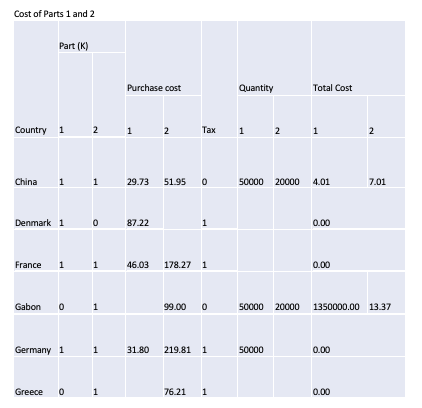 Cost of Parts 1 and 2
Part (K)
Purchase cost Quantity Total Cost
Country 1 2 1 2 Tax 1 2 1 2
China 1 1 29.73 51.95 0 50000 20000 4.01 7.01
Denmark 1 0 87.22 1 0.00
France 1 1 46.03 178.27 1 0.00
Gabon 0 1 99.00 0 50000 20000 1350000.00 13.37
Germany 1 1 31.80 219.81 1 50000 0.00
Greece 0 1 76.21 1 0.00